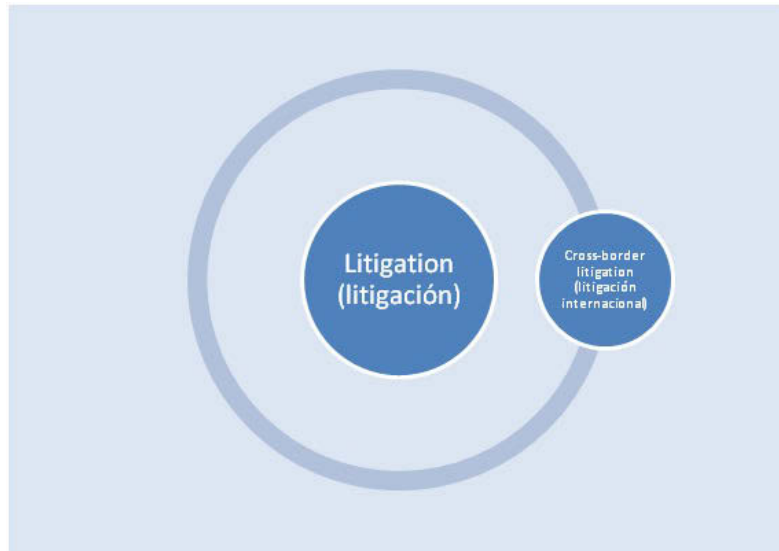 Litigation
(litigación)
Cross-border
litigation
(litigación
internacional)